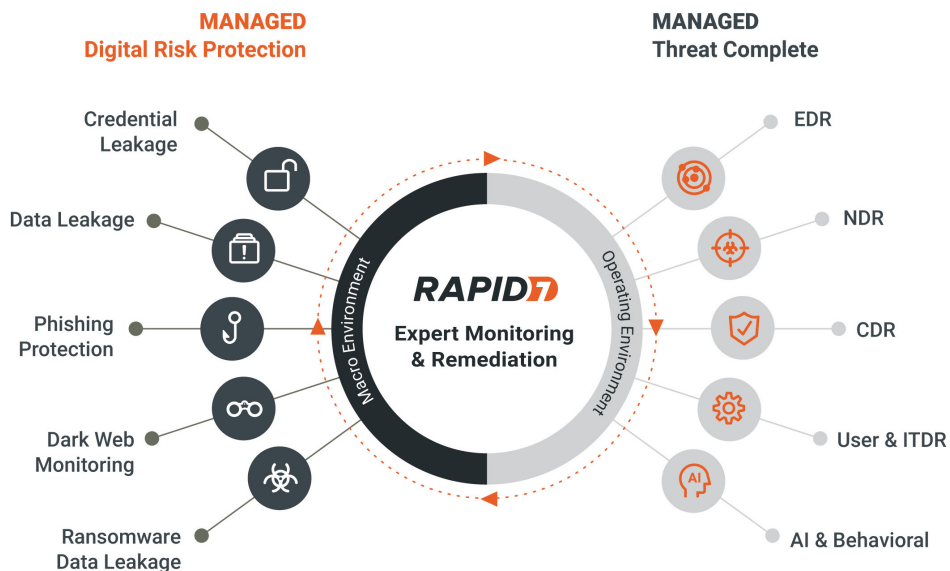 MANAGED
Digital Risk Protection
MANAGED
Threat Complete
Credential
Leakage
Data Leakage
Phishing
Protection
Dark Web
Monitoring
Ransomware
Data Leakage
Macro Environment
RAPID7
Expert Monitoring
& Remediation
Operating Environment
EDR
NDR
CDR
User & ITDR
AI
AI & Behavioral